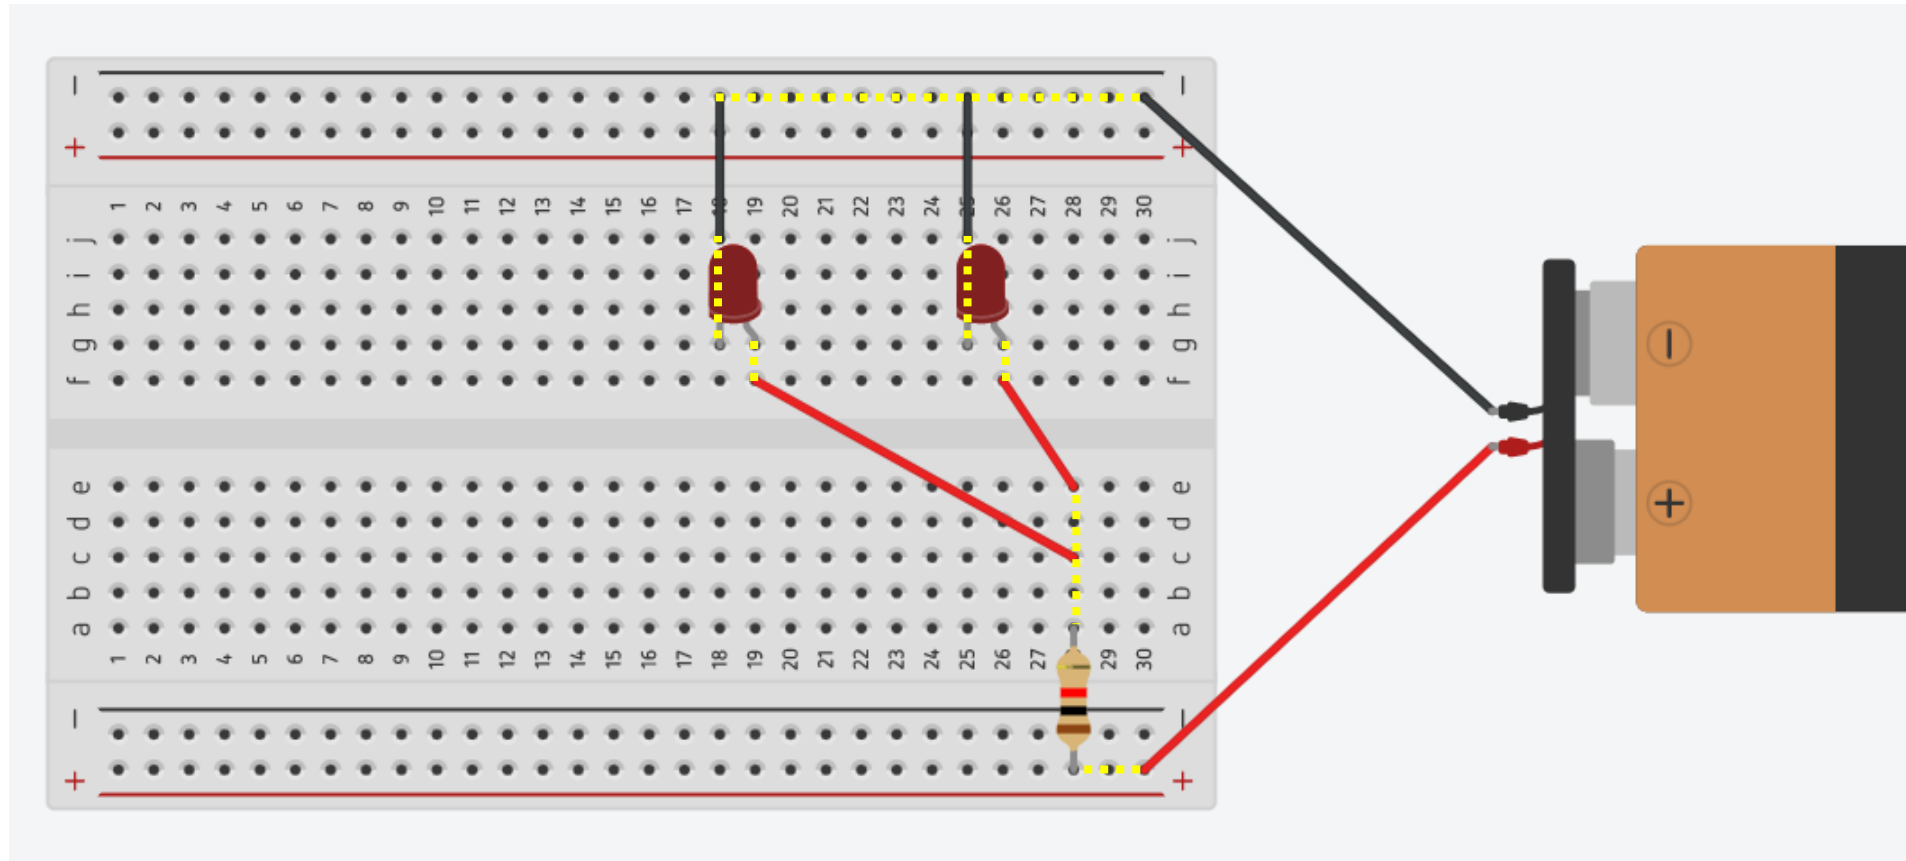 − −
+ +
1 2 3 4 5 6 7 8 9 10 11 12 13 14 15 16 17 18 19 20 21 22 23 24 25 26 27 28 29 30
j j
i i
h h
g g
f f
e e
d d
c c
b b
a a
1 2 3 4 5 6 7 8 9 10 11 12 13 14 15 16 17 18 19 20 21 22 23 24 25 26 27 29 30
− −
+ +
−
+